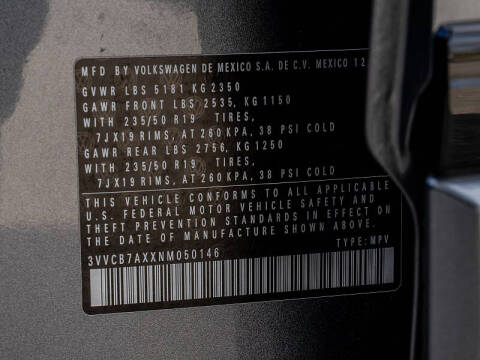 MFD BY VOLKSWAGEN DE MEXICO S.A. DE C.V. MEXICO 12
GVWR LBS 5181 KG 2350
GAWR FRONT LBS 2535, KG 1150
WITH 235/50 R19 TIRES,
7JX19 RIMS, AT 260 KPA, 38 PSI COLD
GAWR REAR LBS 2756, KG 1250
WITH 235/50 R19 TIRES,
7JX19 RIMS, AT 260 KPA, 38 PSI COLD
THIS VEHICLE CONFORMS TO ALL APPLICABLE
U.S. FEDERAL MOTOR VEHICLE SAFETY AND
THEFT PREVENTION STANDARDS IN EFFECT ON
THE DATE OF MANUFACTURE SHOWN ABOVE.
3VVCB7AXXNM050146 TYPE: MPV